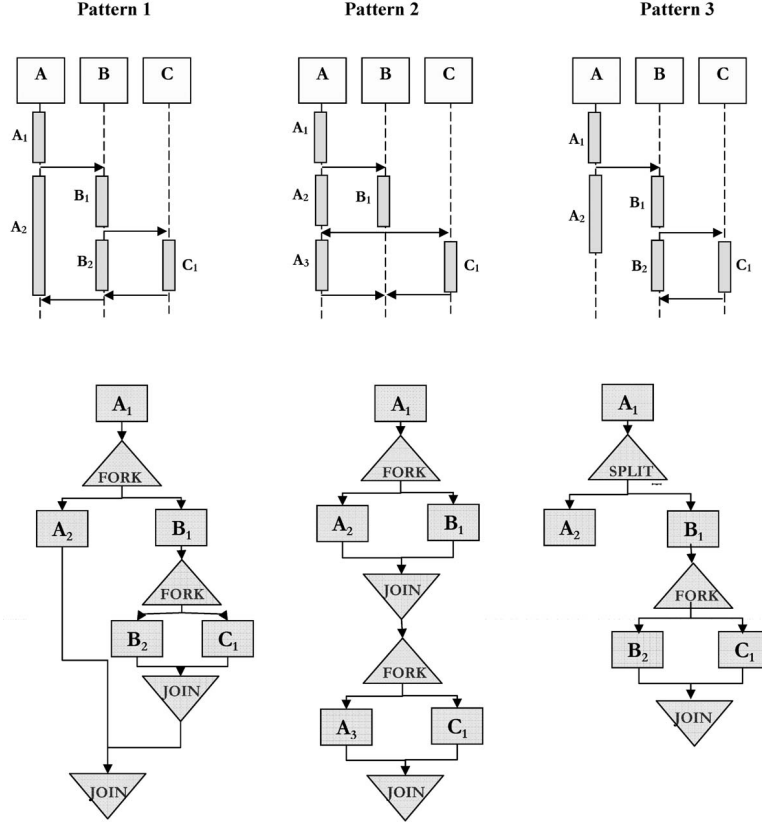 Pattern 1 Pattern 2 Pattern 3
A B C A B C A B C
A1 A1 A1
A2 B1 A2 B1 A2 B1
B2 C1 A3 C1 B2 C1
A1 A1 A1
FORK FORK SPLIT
A2 B1 A2 B1 A2 B1
FORK JOIN FORK
B2 C1 B2 C1
JOIN FORK JOIN
A3 C1
JOIN JOIN